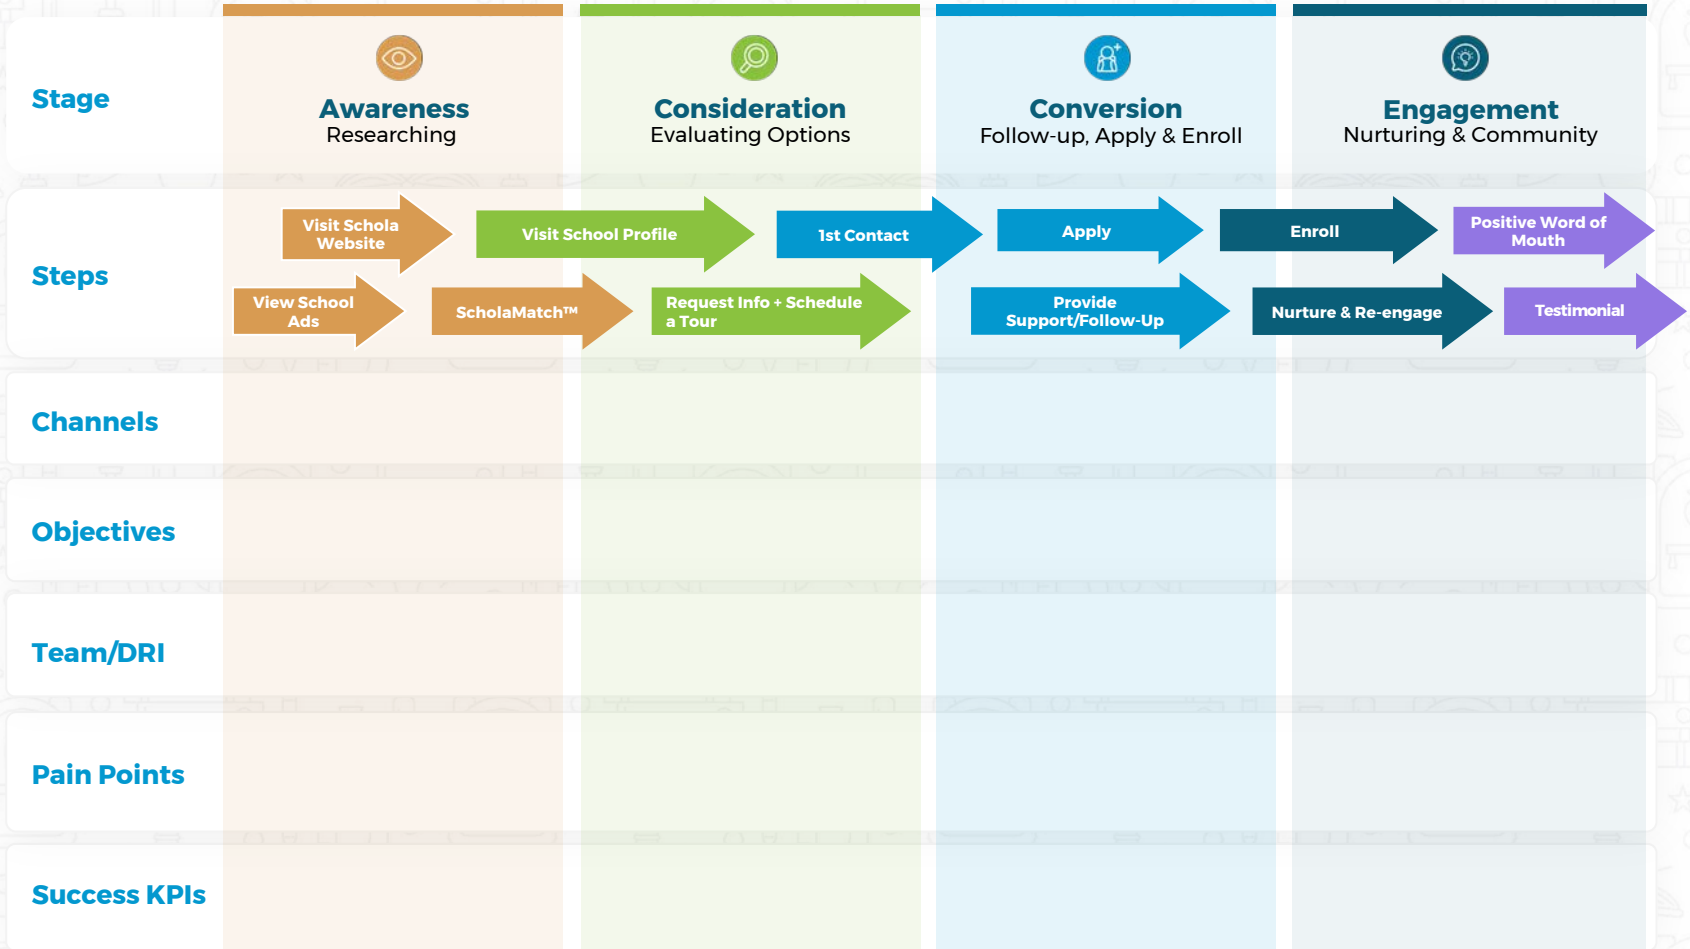 Stage
Awareness
Researching
Consideration
Evaluating Options
Conversion
Follow-up, Apply & Enroll
Engagement
Nurturing & Community
Steps
Visit Schola
Website
Visit School Profile
1st Contact
Apply
Enroll
Positive Word of
Mouth
View School
Ads
ScholaMatch™
Request Info + Schedule
a Tour
Provide
Support/Follow-Up
Nurture & Re-engage
Testimonial
Channels
Objectives
Team/DRI
Pain Points
Success KPIs